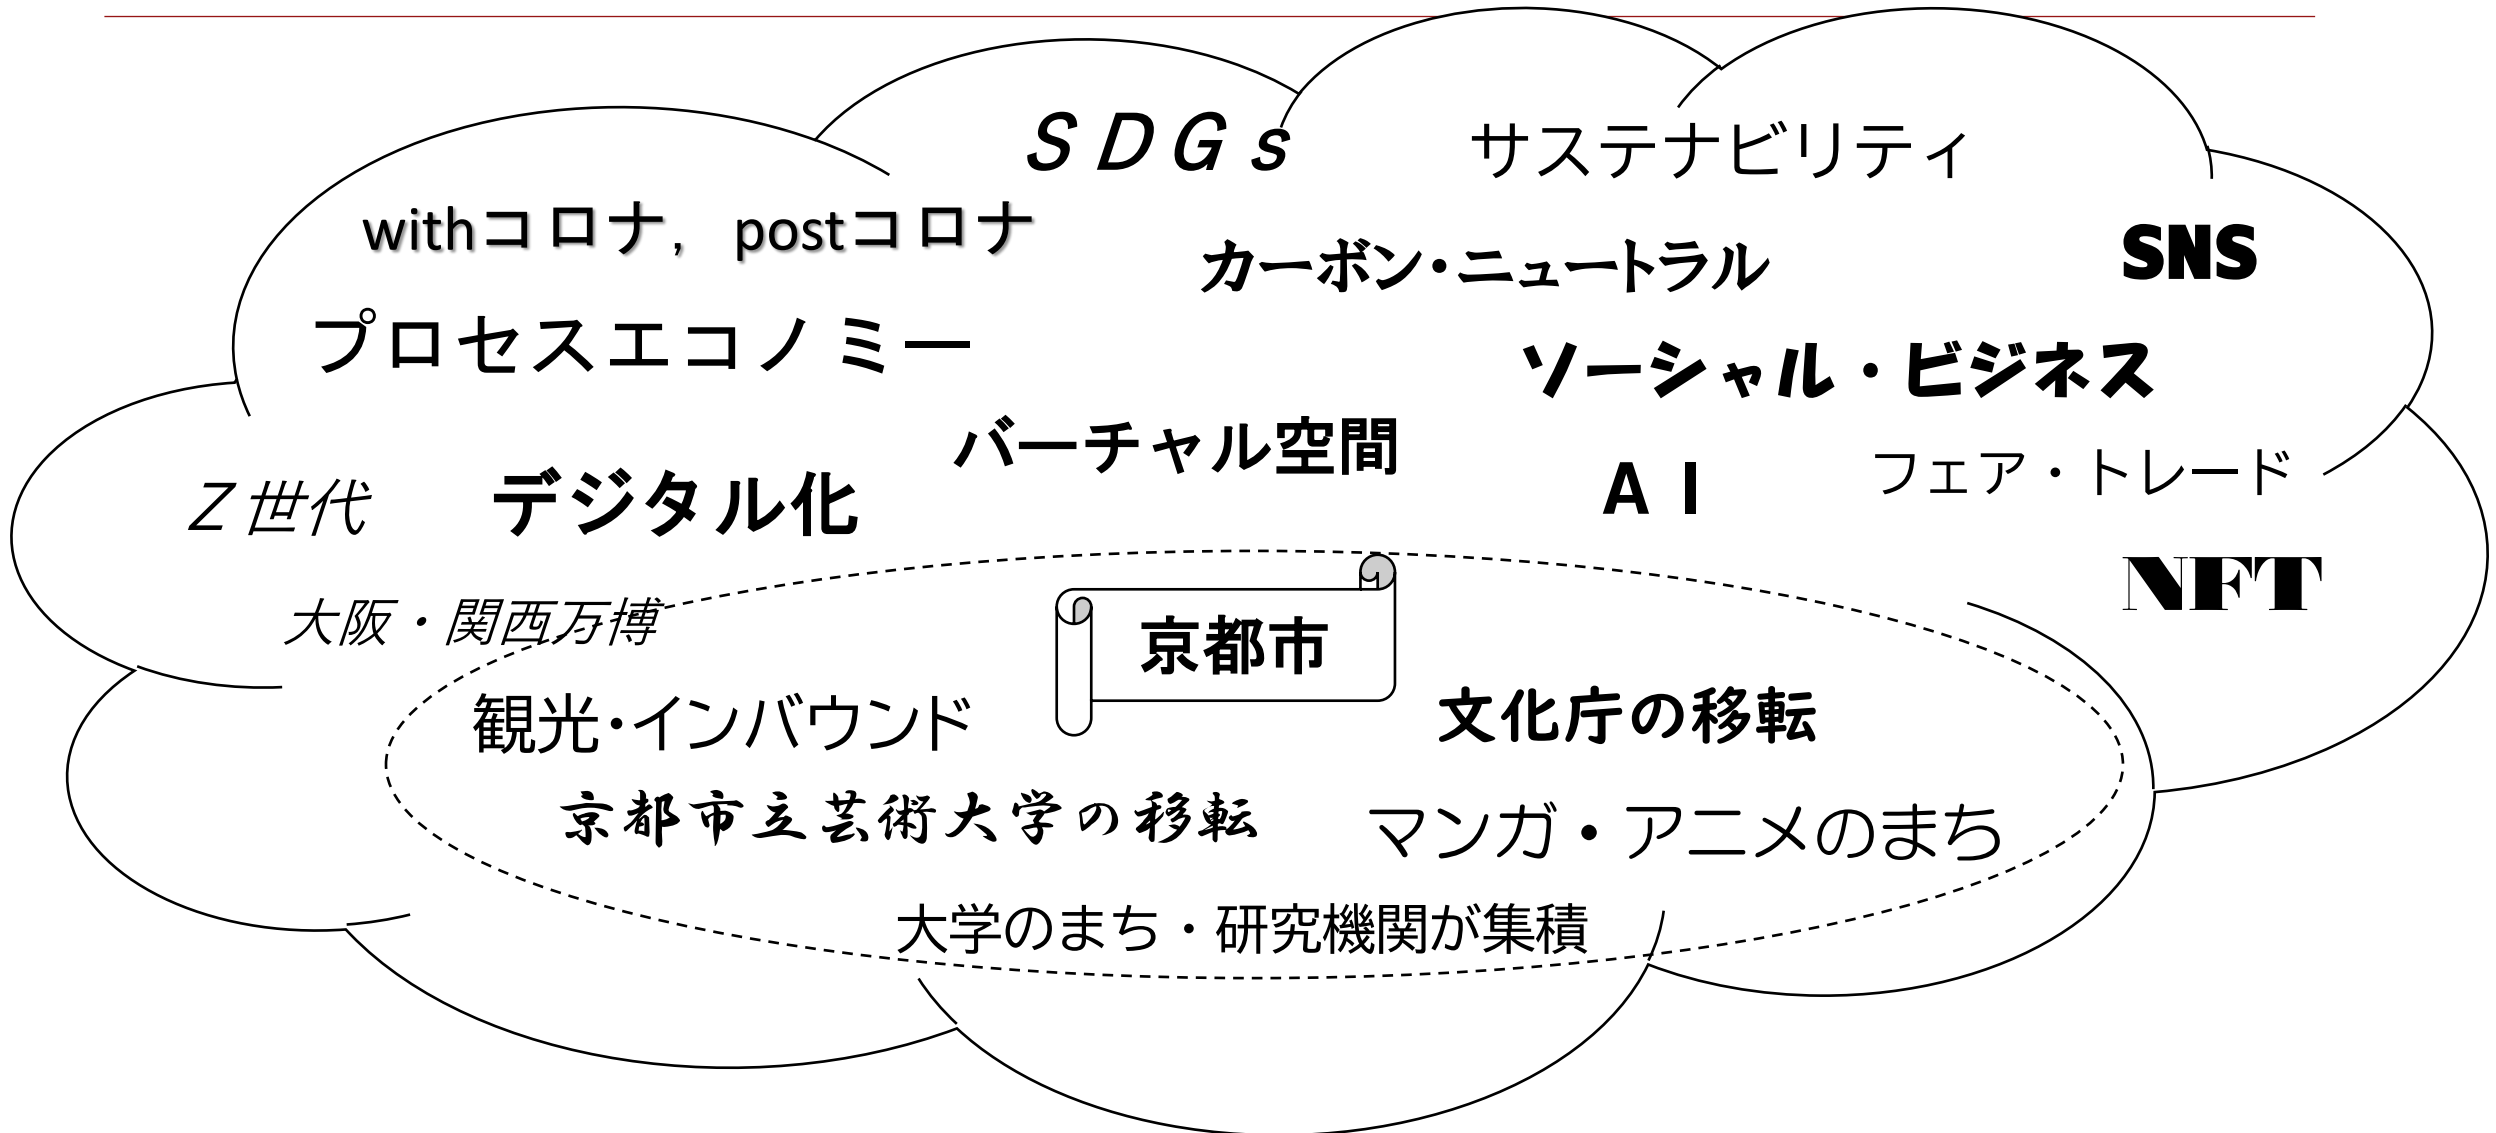 SDGs
サステナビリティ
withコロナ, postコロナ
カーボン・ニュートラル
SNS
プロセスエコノミー
ソーシャル・ビジネス
バーチャル空間
Z世代
デジタル化
AI
フェア・トレード
NFT
大阪・関西万博
京都市
観光・インバウンド
文化庁の移転
京都市立芸術大学の移転
マンガ・アニメのまち
大学のまち・研究機関が集積